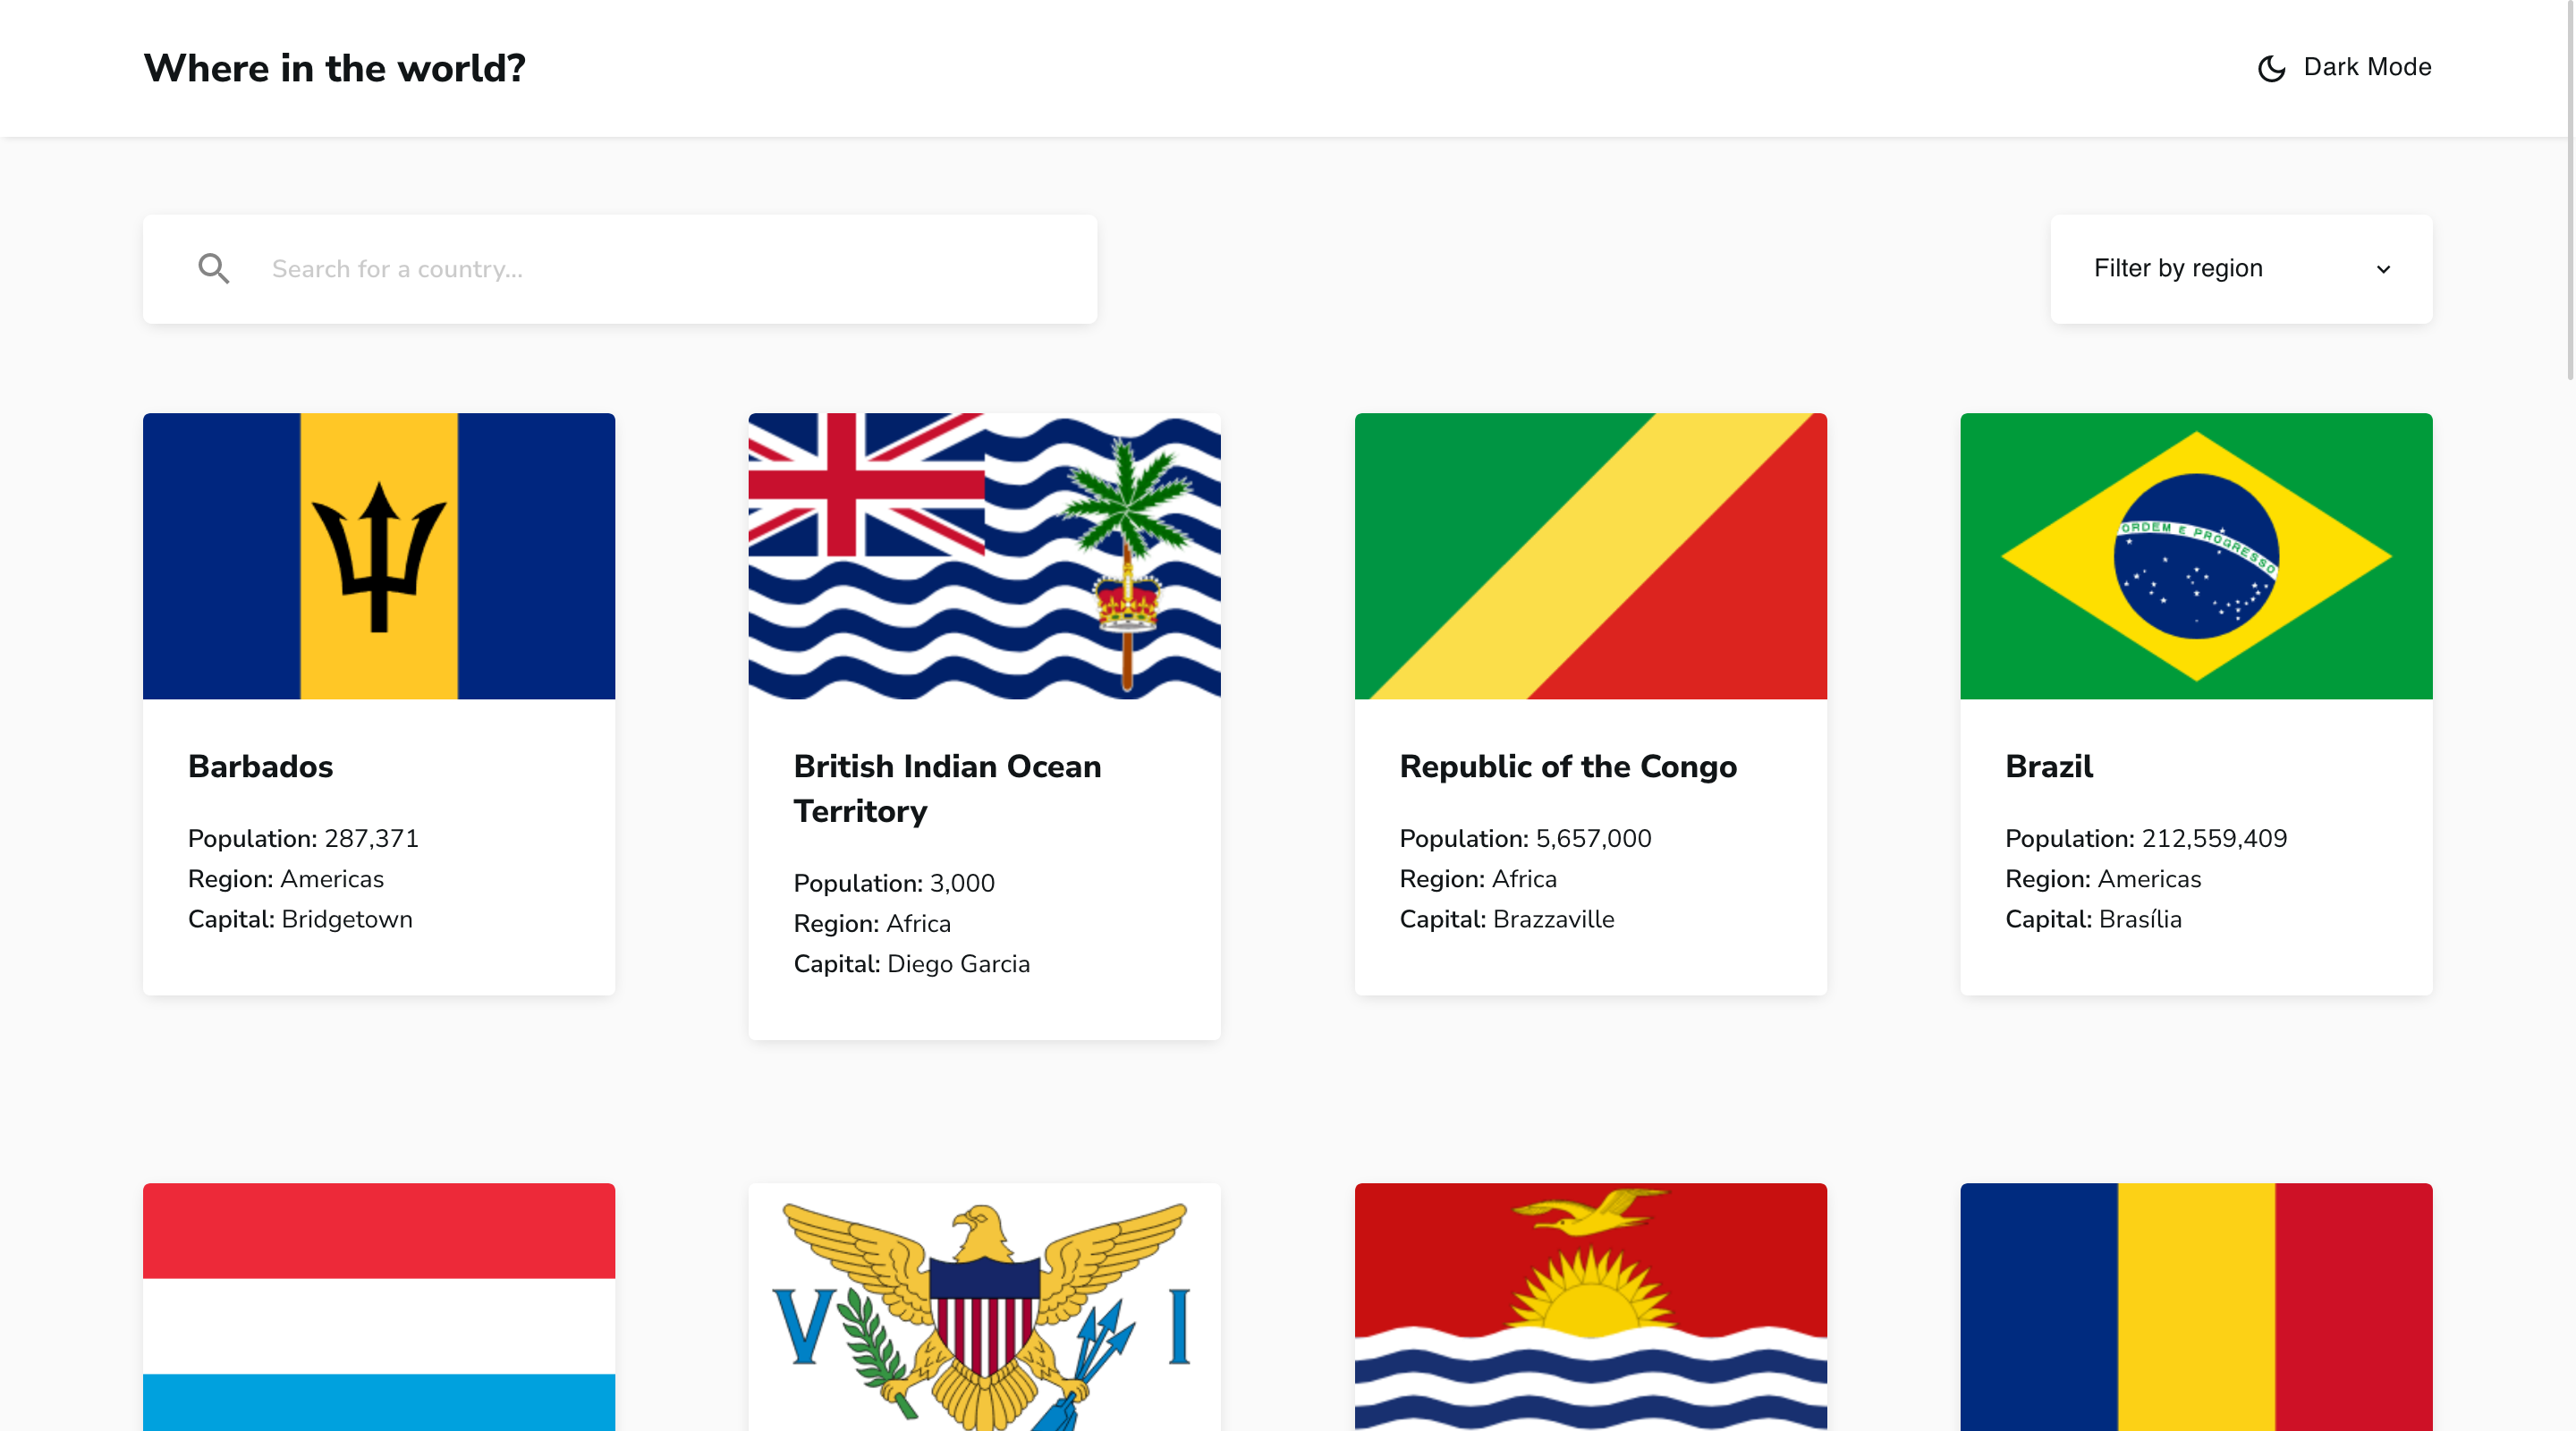 Where in the world?
Dark Mode
Search for a country...
Filter by region
ORDEM E PROGRESSO
Barbados
Population: 287,371
Region: Americas
Capital: Bridgetown
British Indian Ocean
Territory
Population: 3,000
Region: Africa
Capital: Diego Garcia
Republic of the Congo
Population: 5,657,000
Region: Africa
Capital: Brazzaville
Brazil
Population: 212,559,409
Region: Americas
Capital: Brasília
V I